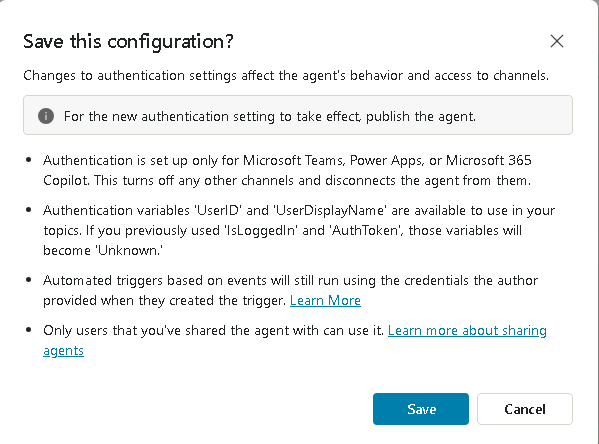 Save this configuration?
Changes to authentication settings affect the agent's behavior and access to channels.
For the new authentication setting to take effect, publish the agent.
• Authentication is set up only for Microsoft Teams, Power Apps, or Microsoft 365
Copilot. This turns off any other channels and disconnects the agent from them.
• Authentication variables 'UserID' and 'UserDisplayName' are available to use in your
topics. If you previously used 'IsLoggedIn' and 'AuthToken', those variables will
become 'Unknown.'
• Automated triggers based on events will still run using the credentials the author
provided when they created the trigger. Learn More
• Only users that you've shared the agent with can use it. Learn more about sharing
agents
Save Cancel